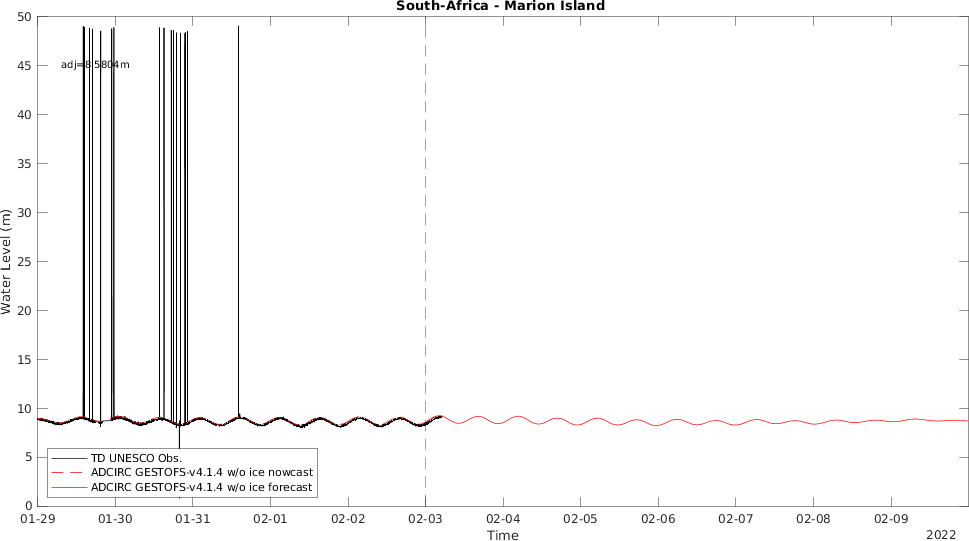 South-Africa - Marion Island
50
45
40
35
30
25
20
15
10
5
0
Water Level (m)
adj=8.5804m
TD UNESCO Obs.
ADCIRC GESTOFS-v4.1.4 w/o ice nowcast
ADCIRC GESTOFS-v4.1.4 w/o ice forecast
01-29 01-30 01-31 02-01 02-02 02-03 02-04 02-05 02-06 02-07 02-08 02-09
Time
2022